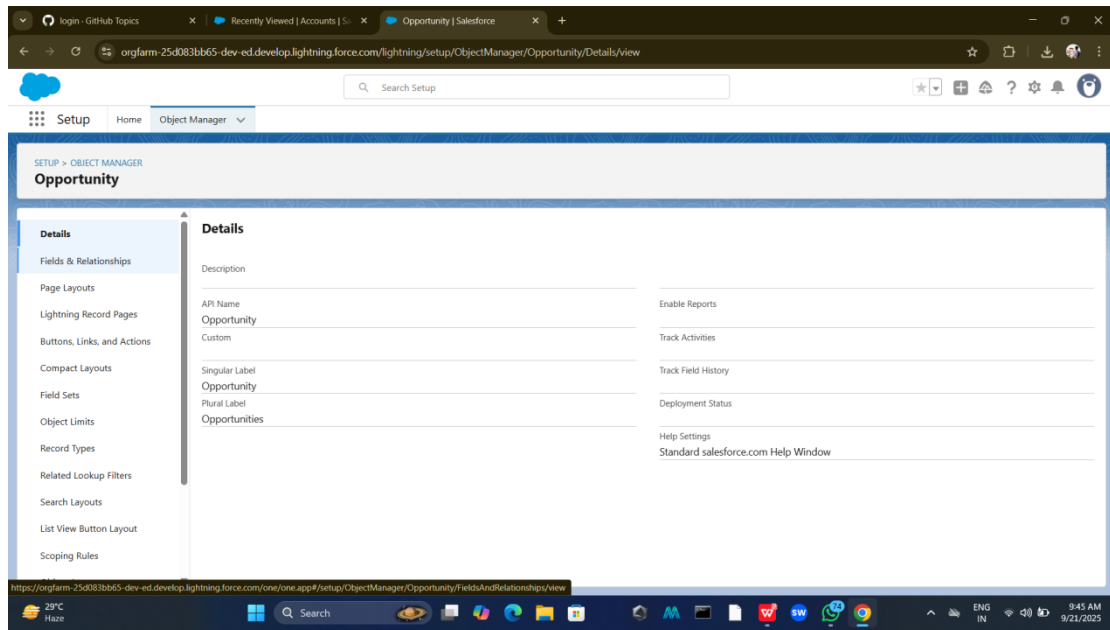 login · GitHub Topics
Recently Viewed | Accounts | Sa
Opportunity | Salesforce
orgfarm-25d083bb65-dev-ed.develop.lightning.force.com/lightning/setup/ObjectManager/Opportunity/Details/view
Search Setup
Setup
Home
Object Manager
SETUP > OBJECT MANAGER
Opportunity
Details
Fields & Relationships
Page Layouts
Lightning Record Pages
Buttons, Links, and Actions
Compact Layouts
Field Sets
Object Limits
Record Types
Related Lookup Filters
Search Layouts
List View Button Layout
Scoping Rules
Details
Description
API Name
Opportunity
Custom
Singular Label
Opportunity
Plural Label
Opportunities
Enable Reports
Track Activities
Track Field History
Deployment Status
Help Settings
Standard salesforce.com Help Window
https://orgfarm-25d083bb65-dev-ed.develop.lightning.force.com/one/one.app#/setup/ObjectManager/Opportunity/FieldsAndRelationships/view
29°C
Haze
Search
SW
74
ENG
IN
9:45 AM
9/21/2025